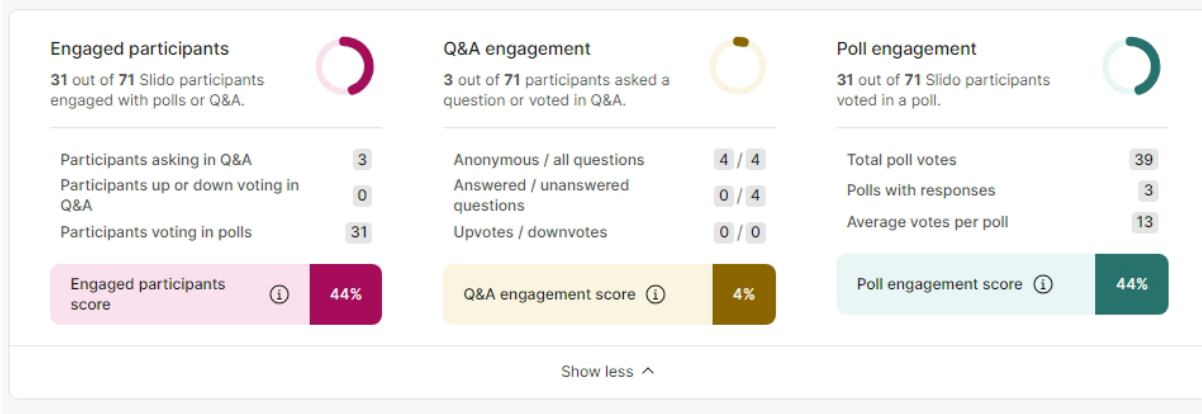 Engaged participants
31 out of 71 Slido participants
engaged with polls or Q&A.
Participants asking in Q&A 3
Participants up or down voting in
Q&A 0
Participants voting in polls 31
Engaged participants
score 44%
Q&A engagement
3 out of 71 participants asked a
question or voted in Q&A.
Anonymous / all questions 4 / 4
Answered / unanswered
questions 0 / 4
Upvotes / downvotes 0 / 0
Q&A engagement score 4%
Poll engagement
31 out of 71 Slido participants
voted in a poll.
Total poll votes 39
Polls with responses 3
Average votes per poll 13
Poll engagement score 44%
Show less